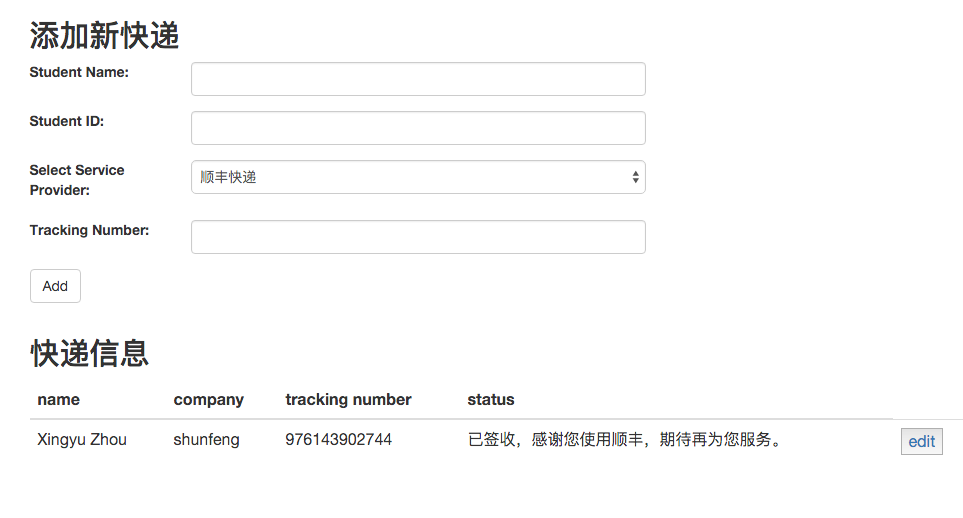 添加新快递
Student Name:
Student ID:
Select Service
Provider:
顺丰快递
Tracking Number:
Add
快递信息
name company tracking number status
Xingyu Zhou shunfeng 976143902744 已签收，感谢您使用顺丰，期待再为您服务。 edit